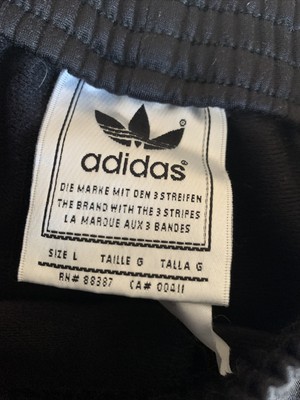 adidas
DIE MARKE MIT DEN 3 STREIFEN
THE BRAND WITH THE 3 STRIPES
LA MARQUE AUX 3 BANDES
SIZE L TAILLE G TALLA G
RN# 88387 CA# 00411